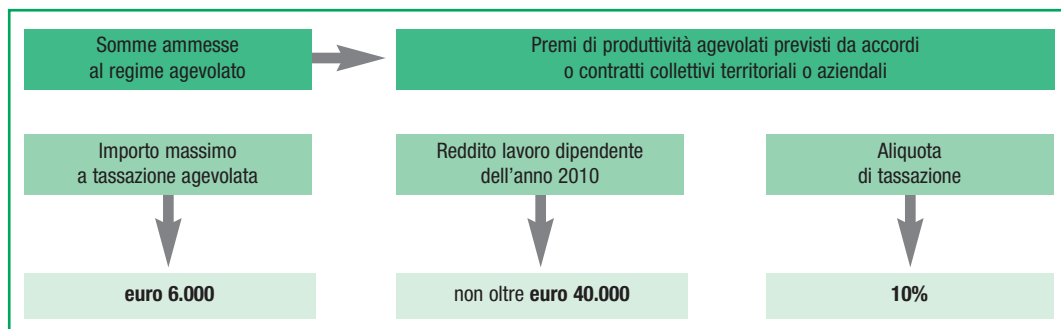 Somme ammesse
al regime agevolato
Premi di produttività agevolati previsti da accordi
o contratti collettivi territoriali o aziendali
Importo massimo
a tassazione agevolata
Reddito lavoro dipendente
dell'anno 2010
Aliquota
di tassazione
euro 6.000
non oltre euro 40.000
10%